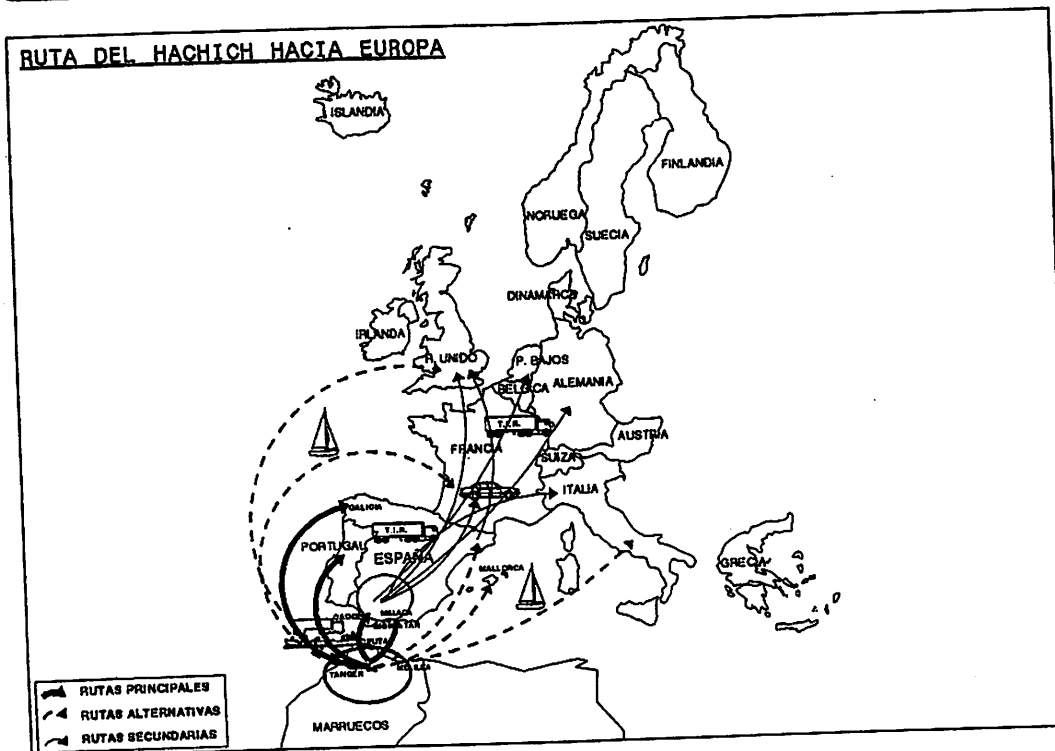 RUTA DEL HACHICH HACIA EUROPA
ISLANDIA
FINLANDIA
NORUEGA
SUECIA
DINAMARCA
IRLANDA
R. UNIDO
P. BAJOS
BELGICA
ALEMANIA
T.I.R.
FRANCIA
AUSTRIA
SUIZA
ITALIA
GALICIA
T.I.R.
PORTUGAL
ESPAÑA
MALLORCA
GRECIA
MALAGA
GIBRALTAR
CEUTA
TANGER
MELILLA
MARRUECOS
RUTAS PRINCIPALES
RUTAS ALTERNATIVAS
RUTAS SECUNDARIAS